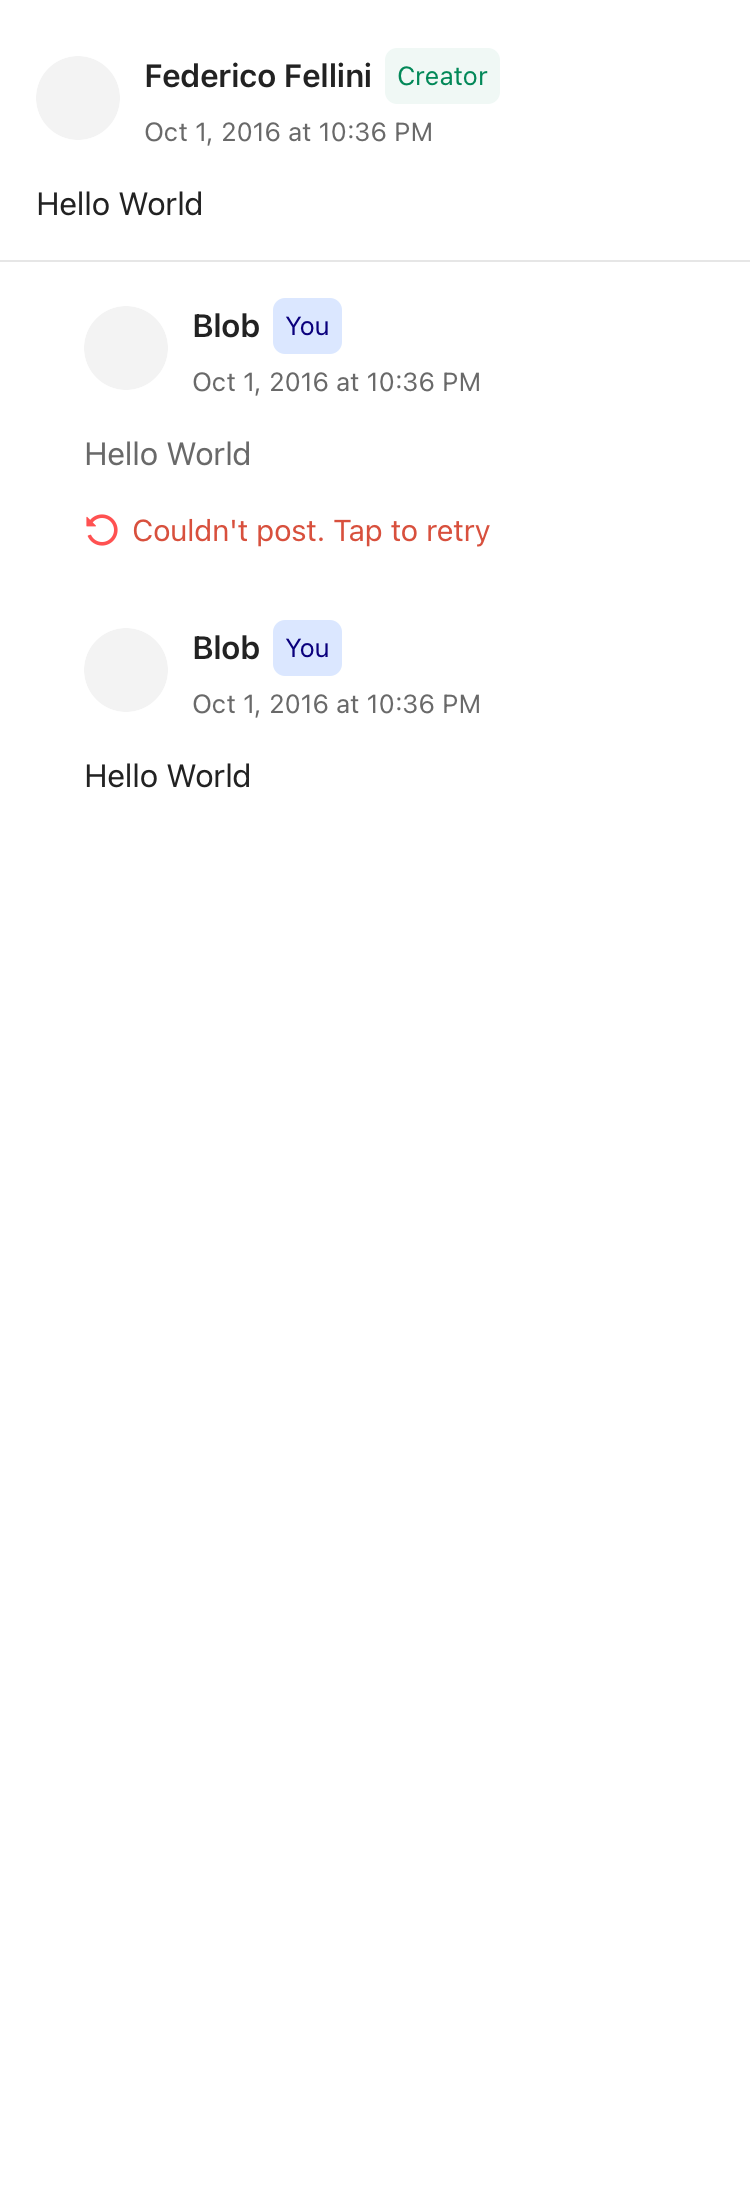 Federico Fellini Creator
Oct 1, 2016 at 10:36 PM
Hello World
Blob You
Oct 1, 2016 at 10:36 PM
Hello World
Couldn't post. Tap to retry
Blob You
Oct 1, 2016 at 10:36 PM
Hello World